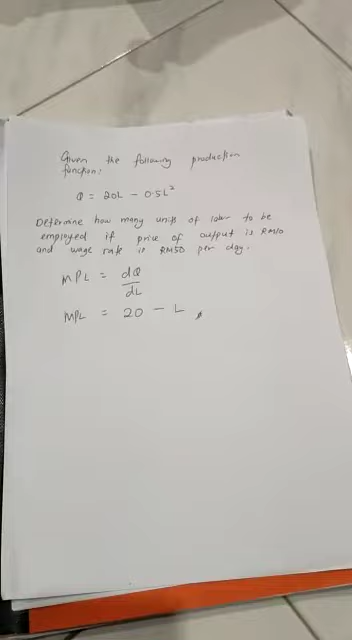 Given the following production
function:
Q = 20L - 0.5L²
Determine how many units of labor to be
employed if price of output is RM10
and wage rate is RM50 per day.
MPL = dQ
dL
MPL = 20 - L